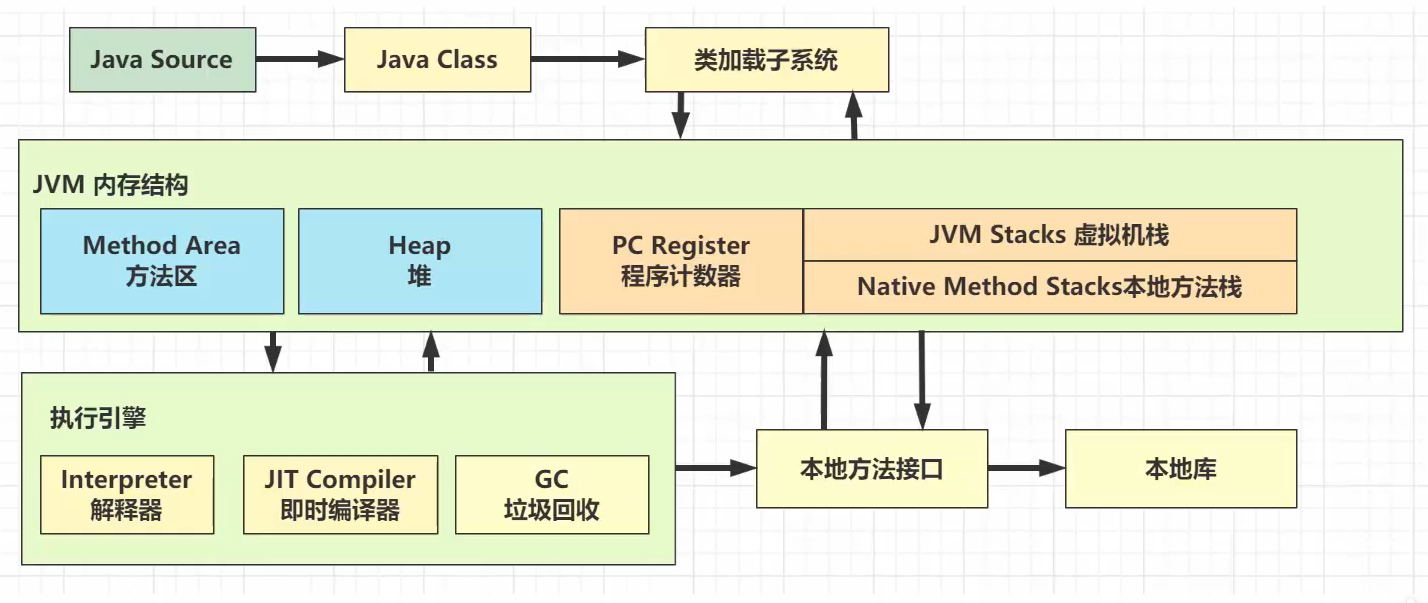 Java Source
Java Class
类加载子系统
JVM 内存结构
Method Area
方法区
Heap
堆
PC Register
程序计数器
JVM Stacks 虚拟机栈
Native Method Stacks本地方法栈
执行引擎
Interpreter
解释器
JIT Compiler
即时编译器
GC
垃圾回收
本地方法接口
本地库